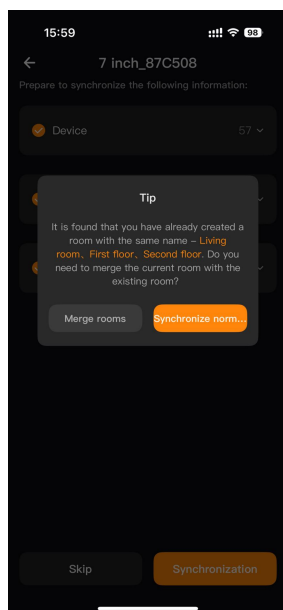 15:59
98
7 inch_87C508
Prepare to synchronize the following information:
Device
57
Tip
It is found that you have already created a
room with the same name – Living
room、First floor、Second floor. Do you
need to merge the current room with the
existing room?
Merge rooms
Synchronize norm...
Skip
Synchronization